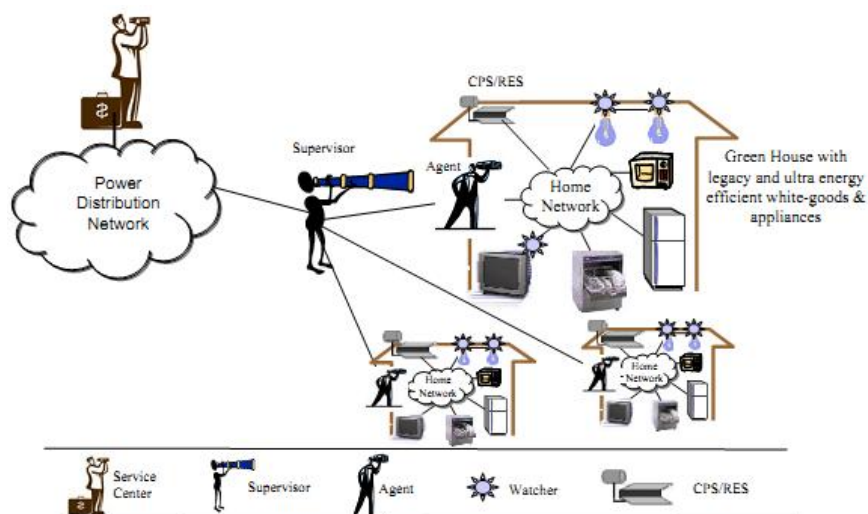 CPS/RES
Supervisor
Agent
Power
Distribution
Network
Home
Network
Green House with
legacy and ultra energy
efficient white-goods &
appliances
Home
Network
Home
Network
Service
Center
Supervisor
Agent
Watcher
CPS/RES
$